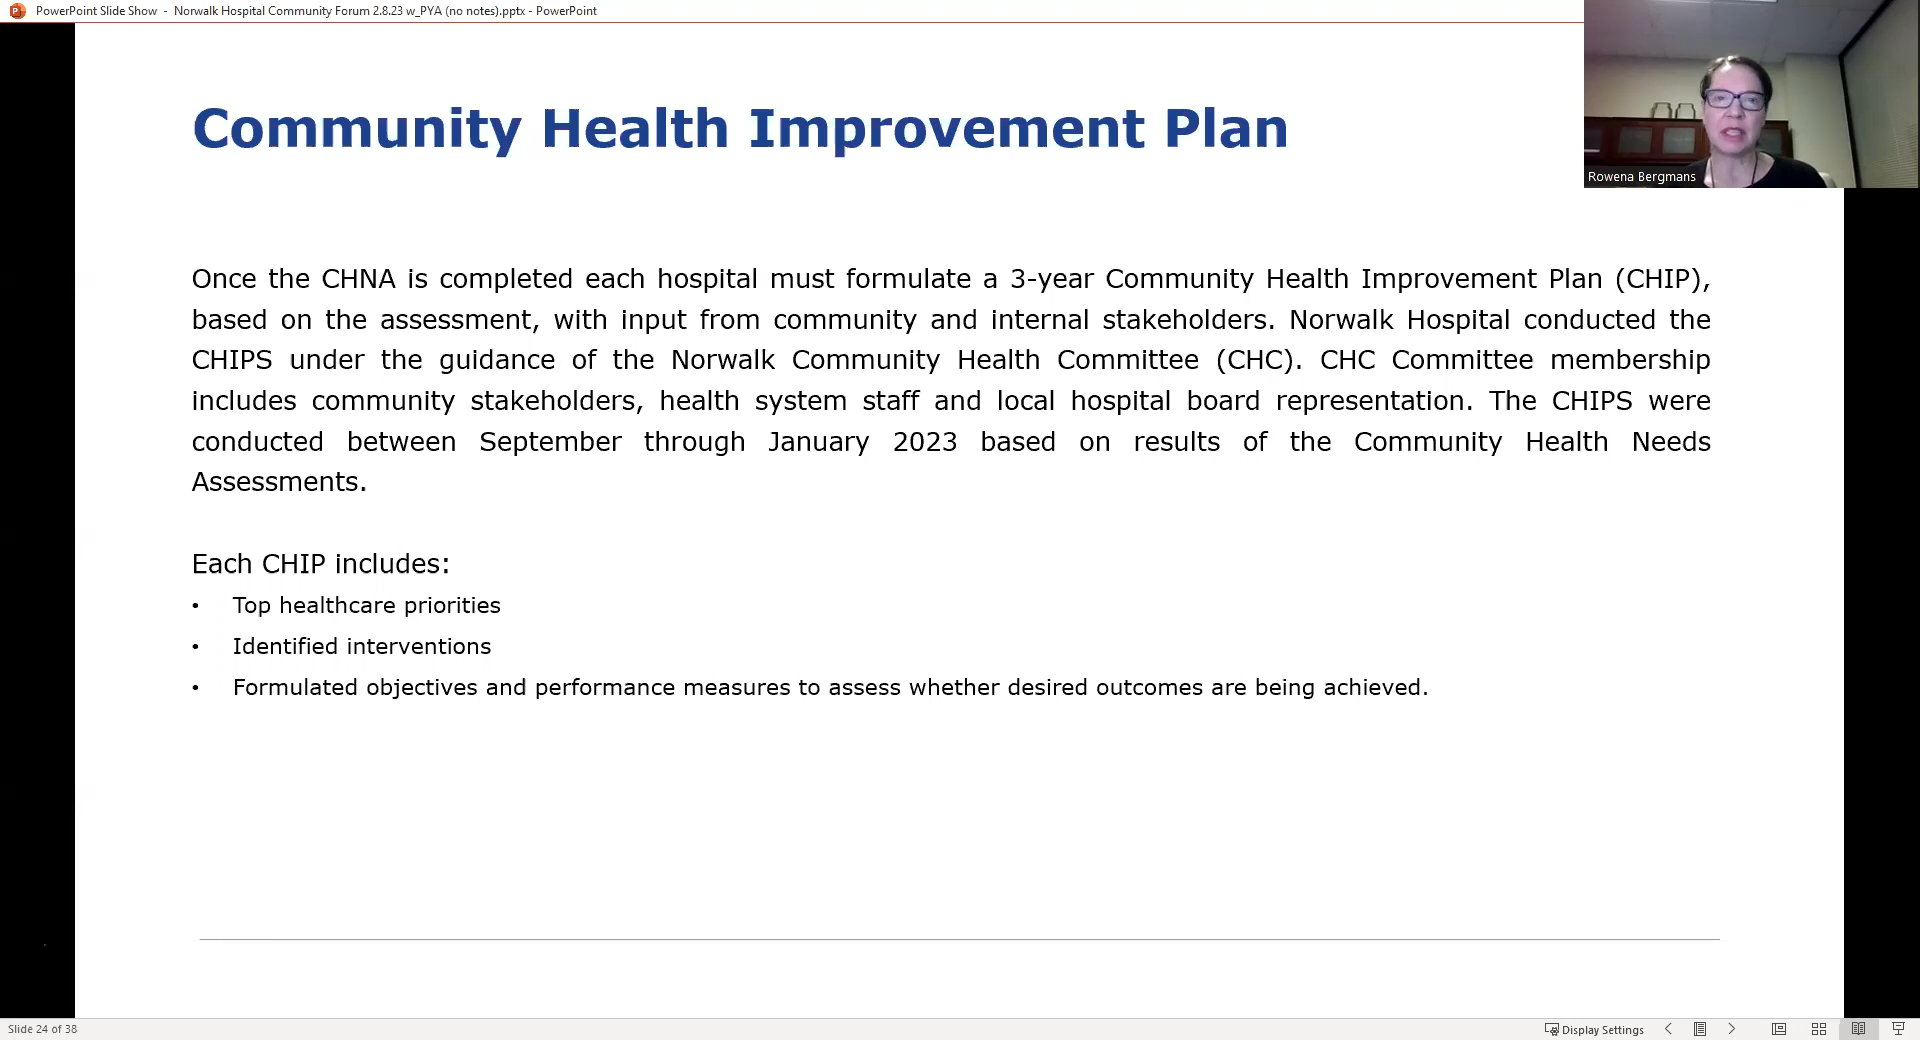 PowerPoint Slide Show - Norwalk Hospital Community Forum 2.8.23 w_PYA (no notes).pptx - PowerPoint
Community Health Improvement Plan
Rowena Bergmans
Once the CHNA is completed each hospital must formulate a 3-year Community Health Improvement Plan (CHIP),
based on the assessment, with input from community and internal stakeholders. Norwalk Hospital conducted the
CHIPS under the guidance of the Norwalk Community Health Committee (CHC). CHC Committee membership
includes community stakeholders, health system staff and local hospital board representation. The CHIPS were
conducted between September through January 2023 based on results of the Community Health Needs
Assessments.
Each CHIP includes:
• Top healthcare priorities
• Identified interventions
• Formulated objectives and performance measures to assess whether desired outcomes are being achieved.
Slide 24 of 38
Display Settings